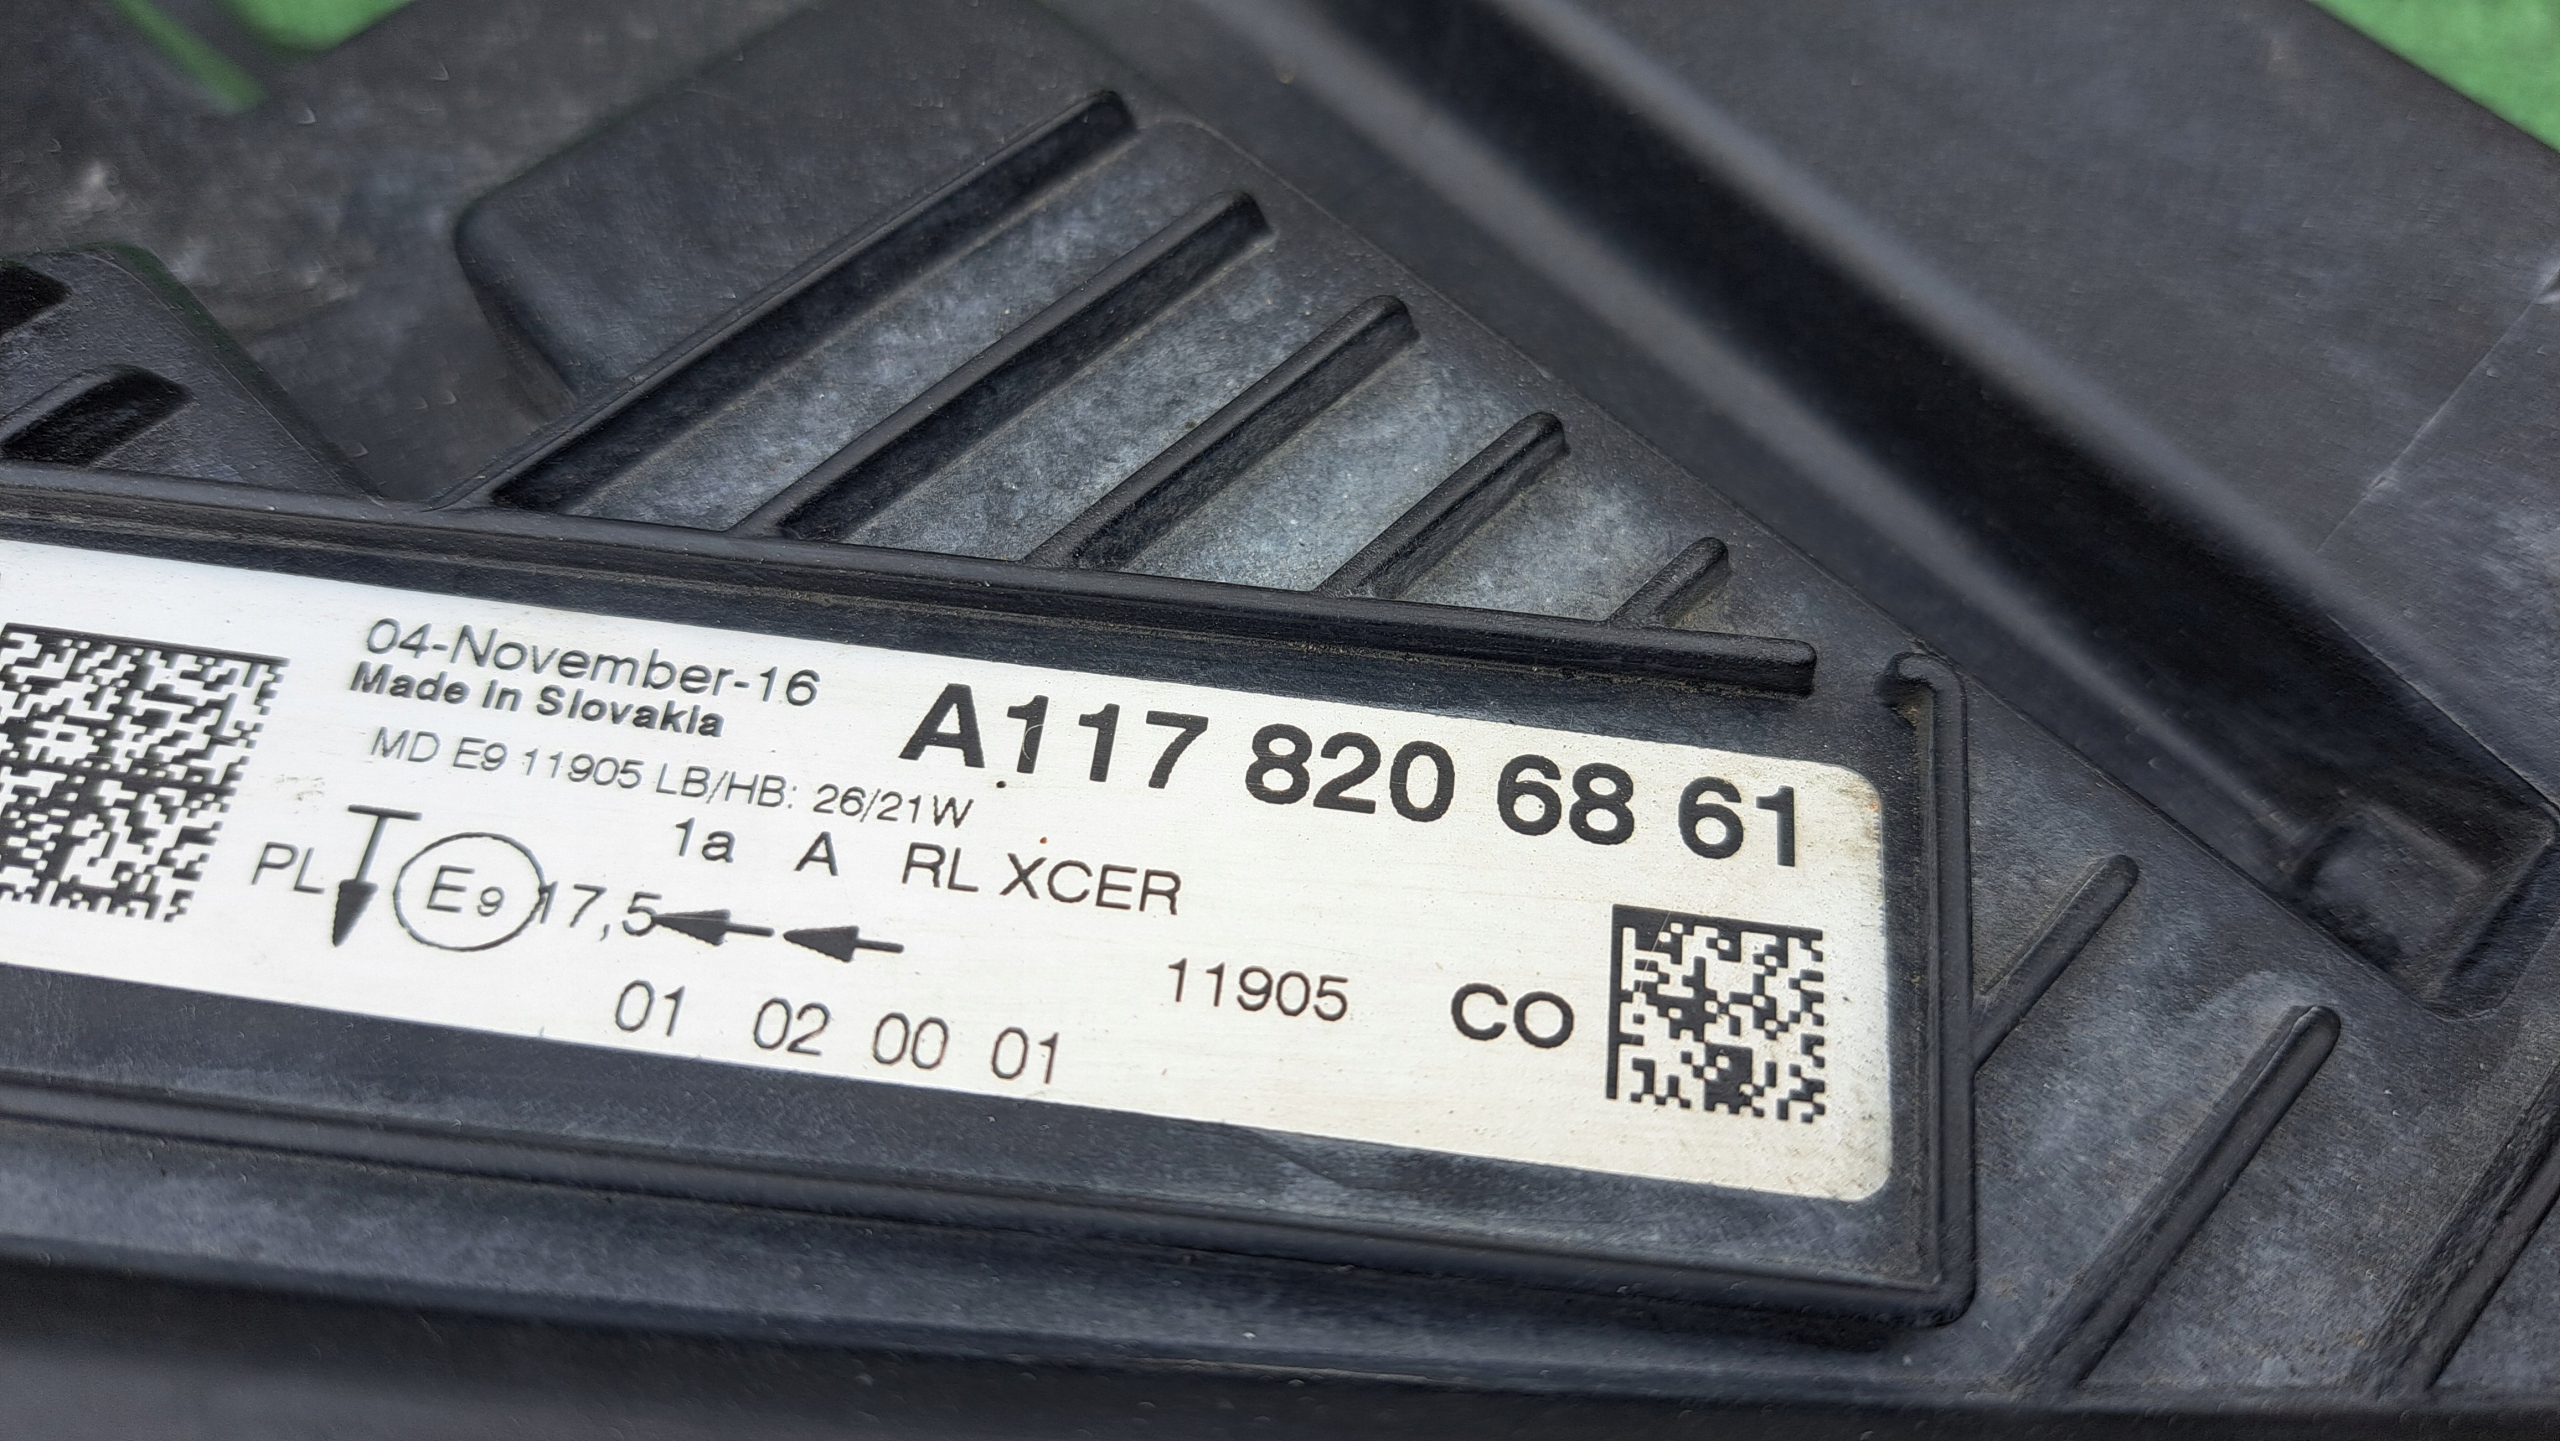 04-November-16
Made in Slovakia
A117 820 68 61
MD E9 11905 LB/HB: 26/21W
1a A RL XCER
PL E9 17,5
11905 CO
01 02 00 01